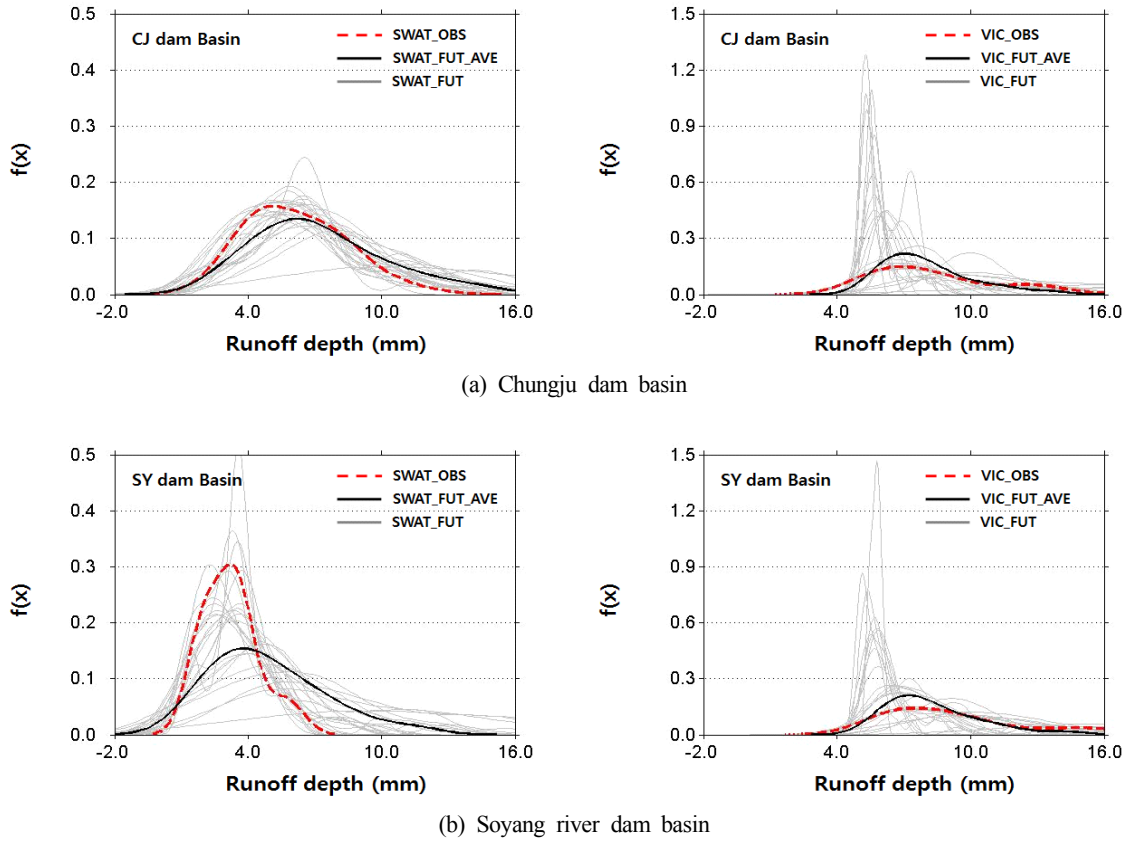 0.5
0.4
0.3
0.2
0.1
0.0
f(x)
CJ dam Basin
SWAT_OBS
SWAT_FUT_AVE
SWAT_FUT
-2.0 4.0 10.0 16.0
Runoff depth (mm)
1.5
1.2
0.9
0.6
0.3
0.0
f(x)
CJ dam Basin
VIC_OBS
VIC_FUT_AVE
VIC_FUT
-2.0 4.0 10.0 16.0
Runoff depth (mm)
(a) Chungju dam basin
0.5
0.4
0.3
0.2
0.1
0.0
f(x)
SY dam Basin
SWAT_OBS
SWAT_FUT_AVE
SWAT_FUT
-2.0 4.0 10.0 16.0
Runoff depth (mm)
1.5
1.2
0.9
0.6
0.3
0.0
f(x)
SY dam Basin
VIC_OBS
VIC_FUT_AVE
VIC_FUT
-2.0 4.0 10.0 16.0
Runoff depth (mm)
(b) Soyang river dam basin